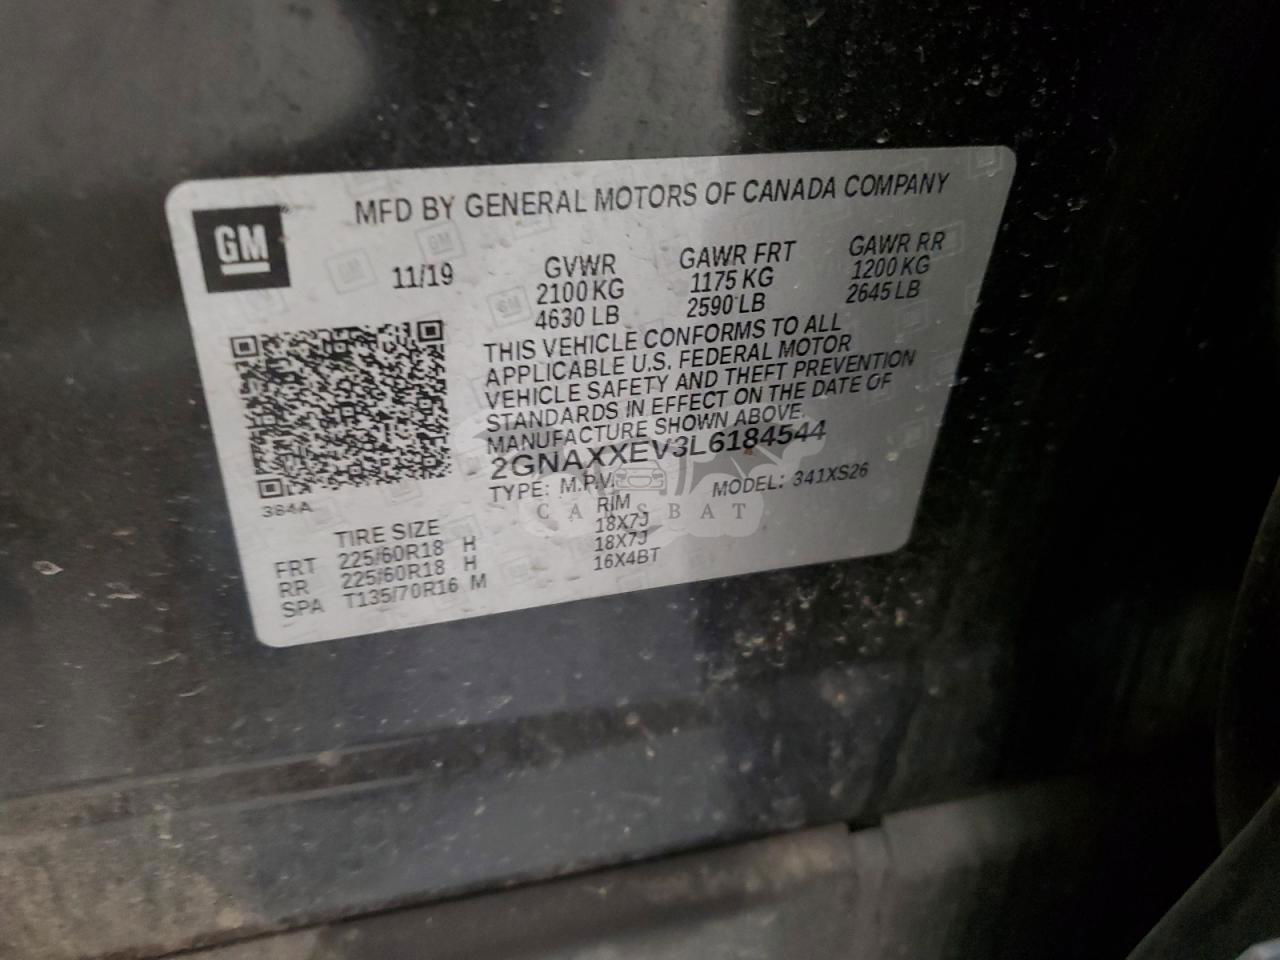 GM
MFD BY GENERAL MOTORS OF CANADA COMPANY
11/19 GVWR GAWR FRT GAWR RR
2100 KG 1175 KG 1200 KG
4630 LB 2590 LB 2645 LB
THIS VEHICLE CONFORMS TO ALL
APPLICABLE U.S. FEDERAL MOTOR
VEHICLE SAFETY AND THEFT PREVENTION
STANDARDS IN EFFECT ON THE DATE OF
MANUFACTURE SHOWN ABOVE.
2GNAXXEV3L6184544
TYPE: M.P.V. MODEL: 341XS26
384A
TIRE SIZE RIM
FRT 225/60R18 H 18X7J
RR 225/60R18 H 18X7J
SPA T135/70R16 M 16X4BT
CARSBAT